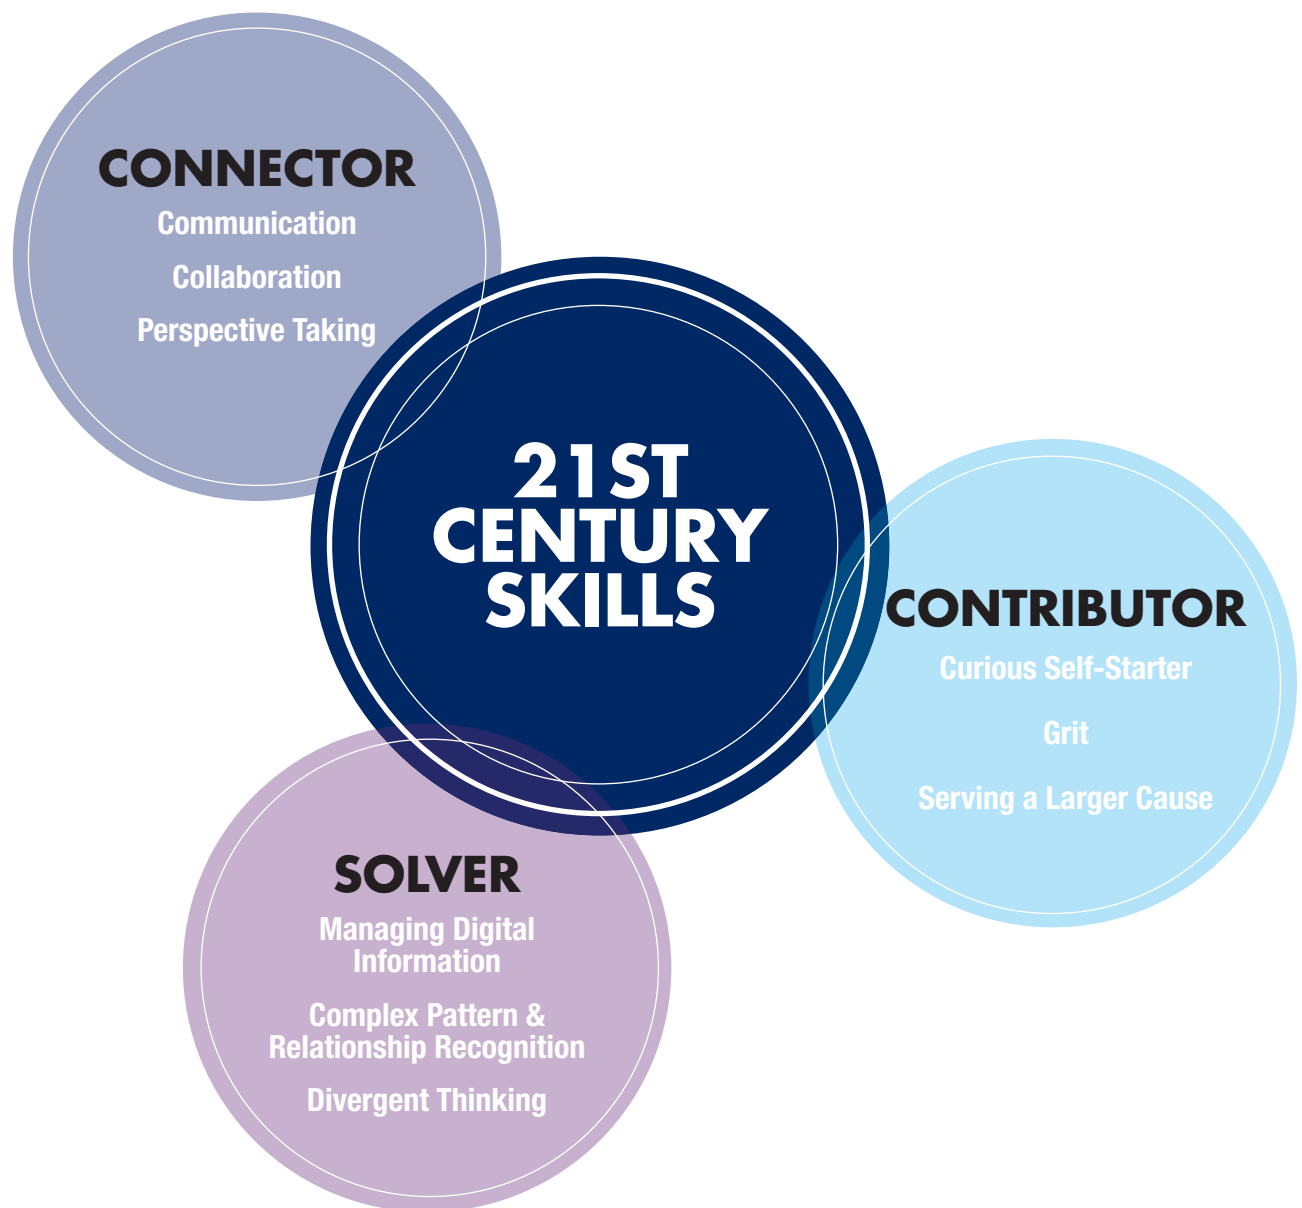 CONNECTOR
Communication
Collaboration
Perspective Taking
21ST
CENTURY
SKILLS
CONTRIBUTOR
Curious Self-Starter
Grit
Serving a Larger Cause
SOLVER
Managing Digital
Information
Complex Pattern &
Relationship Recognition
Divergent Thinking